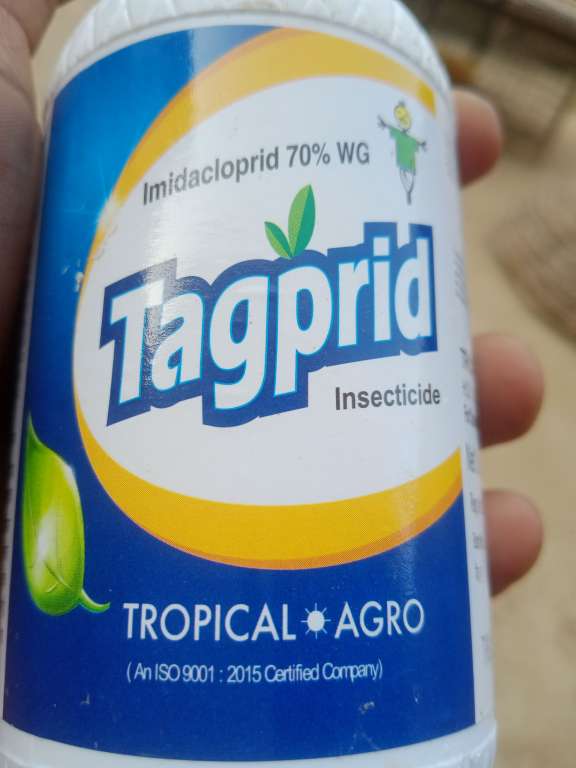 Imidacloprid 70% WG
Tagprid
Insecticide
TROPICAL AGRO
(An ISO 9001 : 2015 Certified Company)